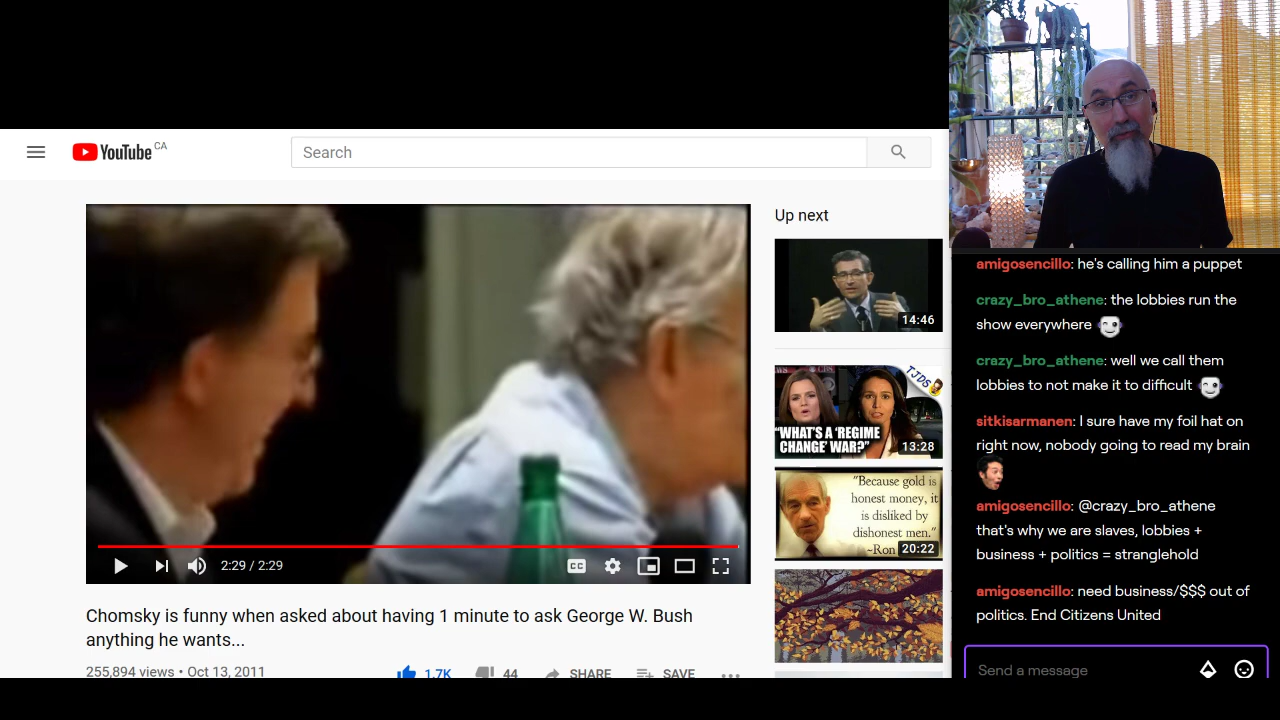 YouTube CA
Search
Up next
14:46
TJDS
"WHAT'S A 'REGIME
CHANGE' WAR?"
13:28
"Because gold is
honest money, it
is disliked by
dishonest men."
~Ron
20:22
CC
2:29 / 2:29
Chomsky is funny when asked about having 1 minute to ask George W. Bush
anything he wants...
255,894 views • Oct 13, 2011
1.7K
44
SHARE
SAVE
amigosencillo: he's calling him a puppet
crazy_bro_athene: the lobbies run the
show everywhere
crazy_bro_athene: well we call them
lobbies to not make it to difficult
sitkisarmanen: I sure have my foil hat on
right now, nobody going to read my brain
amigosencillo: @crazy_bro_athene
that's why we are slaves, lobbies +
business + politics = stranglehold
amigosencillo: need business/$$$ out of
politics. End Citizens United
Send a message